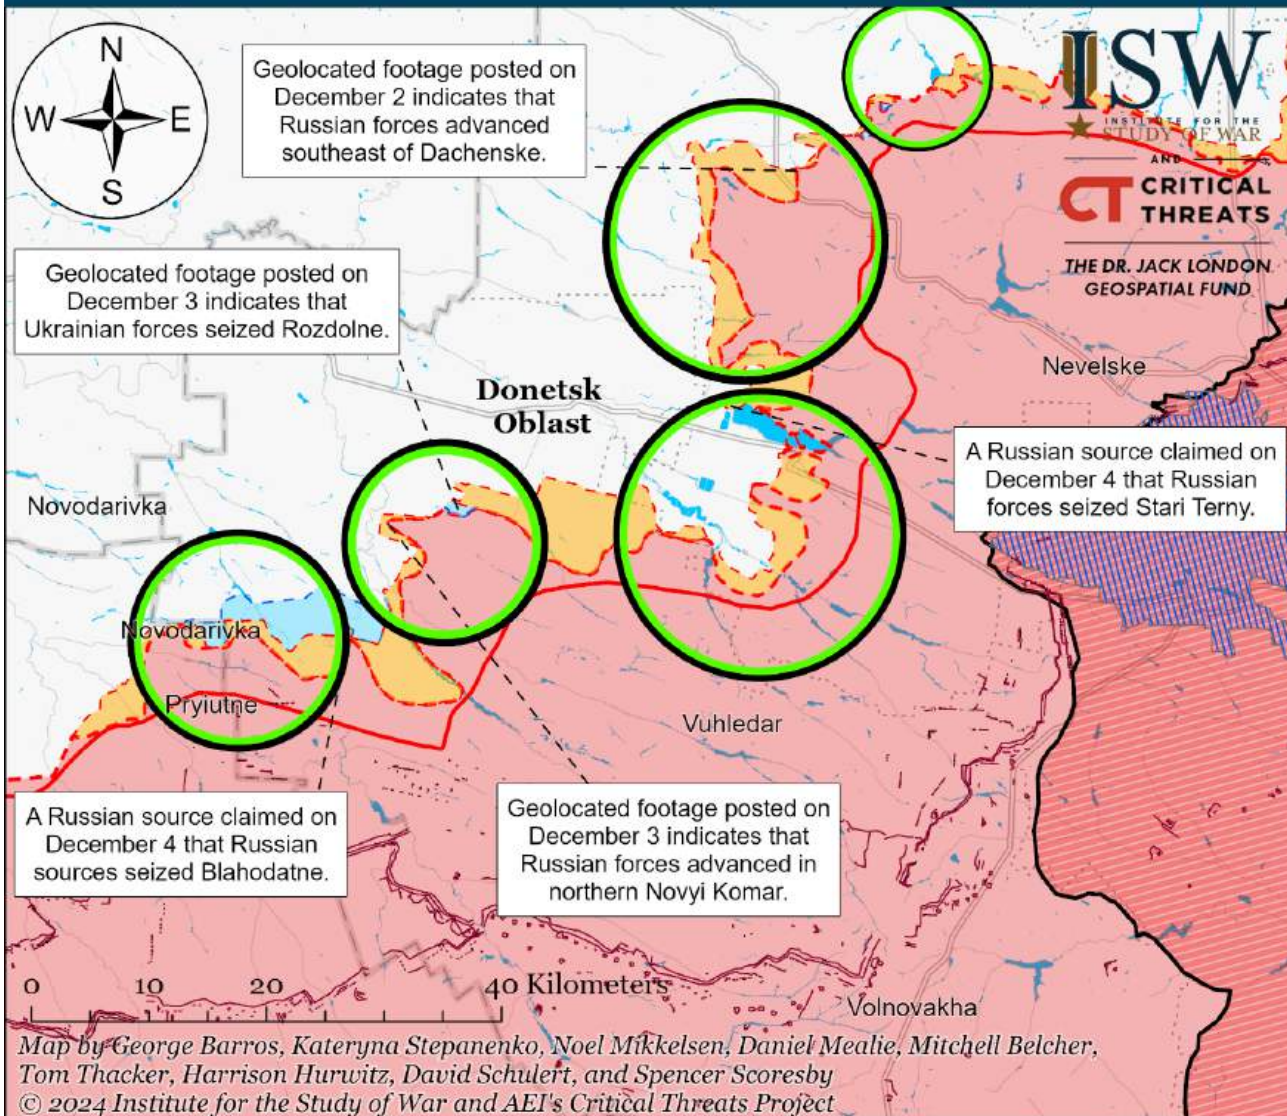 N
W
E
S
Geolocated footage posted on
December 2 indicates that
Russian forces advanced
southeast of Dachenske.
ISW
INSTITUTE FOR THE
STUDY OF WAR
AND
CT CRITICAL
THREATS
THE DR. JACK LONDON
GEOSPATIAL FUND
Geolocated footage posted on
December 3 indicates that
Ukrainian forces seized Rozdolne.
Nevelske
Donetsk
Oblast
A Russian source claimed on
December 4 that Russian
forces seized Stari Terny.
Novodarivka
Novodarivka
Pryiutne
Vuhledar
A Russian source claimed on
December 4 that Russian
sources seized Blahodatne.
Geolocated footage posted on
December 3 indicates that
Russian forces advanced in
northern Novyi Komar.
0 10 20 40 Kilometers
Volnovakha
Map by George Barros, Kateryna Stepanenko, Noel Mikkelsen, Daniel Mealie, Mitchell Belcher,
Tom Thacker, Harrison Hurwitz, David Schulert, and Spencer Scoresby
© 2024 Institute for the Study of War and AEI's Critical Threats Project